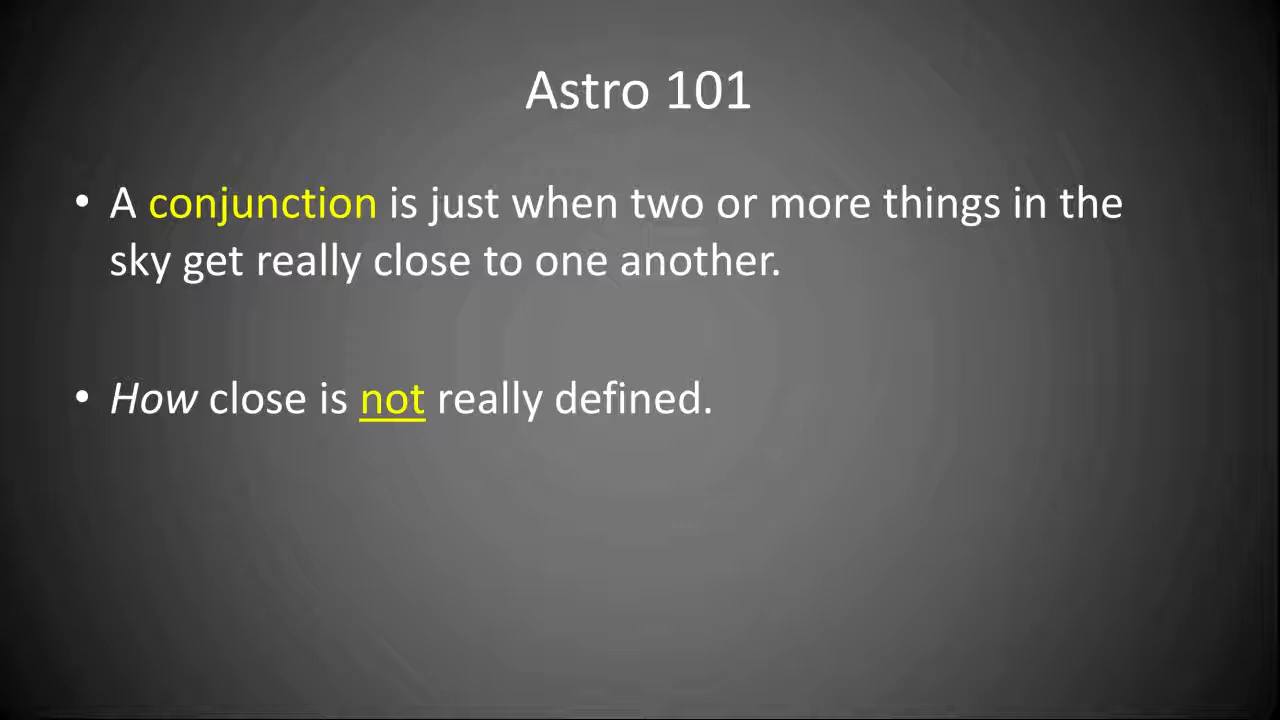 Astro 101
• A conjunction is just when two or more things in the
sky get really close to one another.
• How close is not really defined.